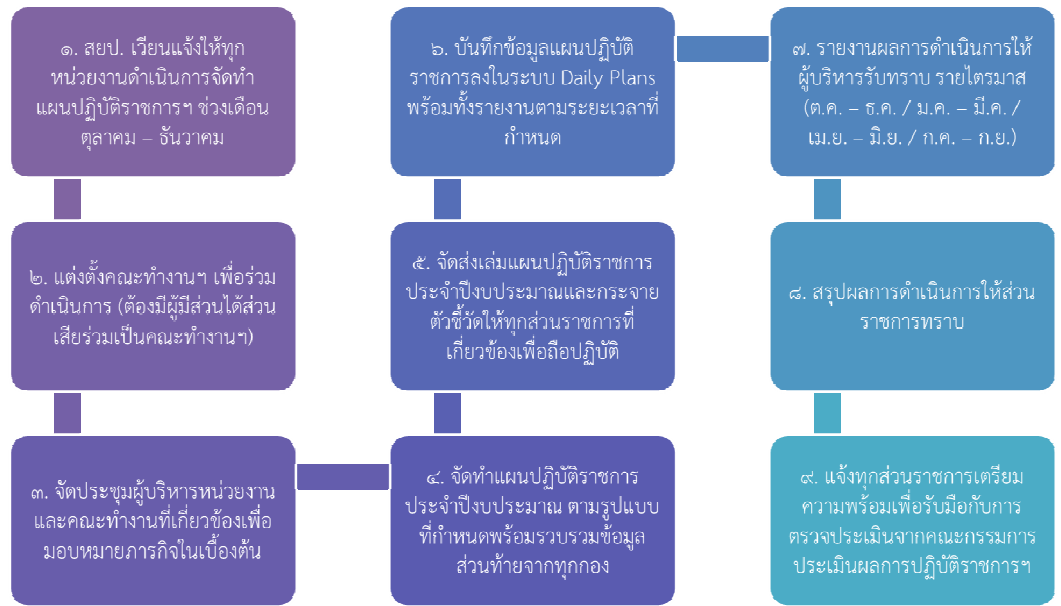 ๑. สยป. เวียนแจ้งให้ทุก
หน่วยงานดำเนินการจัดทำ
แผนปฏิบัติราชการฯ ช่วงเดือน
ตุลาคม – ธันวาคม
๒. แต่งตั้งคณะทำงานฯ เพื่อร่วม
ดำเนินการ (ต้องมีผู้มีส่วนได้ส่วน
เสียร่วมเป็นคณะทำงานฯ)
๓. จัดประชุมผู้บริหารหน่วยงาน
และคณะทำงานที่เกี่ยวข้องเพื่อ
มอบหมายภารกิจในเบื้องต้น
๔. จัดทำแผนปฏิบัติราชการ
ประจำปีงบประมาณ ตามรูปแบบ
ที่กำหนดพร้อมรวบรวมข้อมูล
ส่วนท้ายจากทุกกอง
๕. จัดส่งเล่มแผนปฏิบัติราชการ
ประจำปีงบประมาณและกระจาย
ตัวชี้วัดให้ทุกส่วนราชการที่
เกี่ยวข้องเพื่อถือปฏิบัติ
๖. บันทึกข้อมูลแผนปฏิบัติ
ราชการลงในระบบ Daily Plans
พร้อมทั้งรายงานตามระยะเวลาที่
กำหนด
๗. รายงานผลการดำเนินการให้
ผู้บริหารรับทราบ รายไตรมาส
(ต.ค. – ธ.ค. / ม.ค. – มี.ค. /
เม.ย. – มิ.ย. / ก.ค. – ก.ย.)
๘. สรุปผลการดำเนินการให้ส่วน
ราชการทราบ
๙. แจ้งทุกส่วนราชการเตรียม
ความพร้อมเพื่อรับมือกับการ
ตรวจประเมินจากคณะกรรมการ
ประเมินผลการปฏิบัติราชการฯ